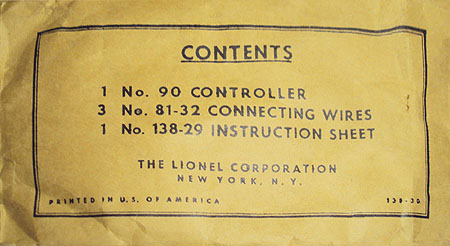 CONTENTS
1 No. 90 CONTROLLER
3 No. 81-32 CONNECTING WIRES
1 No. 138-29 INSTRUCTION SHEET
THE LIONEL CORPORATION
NEW YORK, N. Y.
PRINTED IN U.S. OF AMERICA 138-30